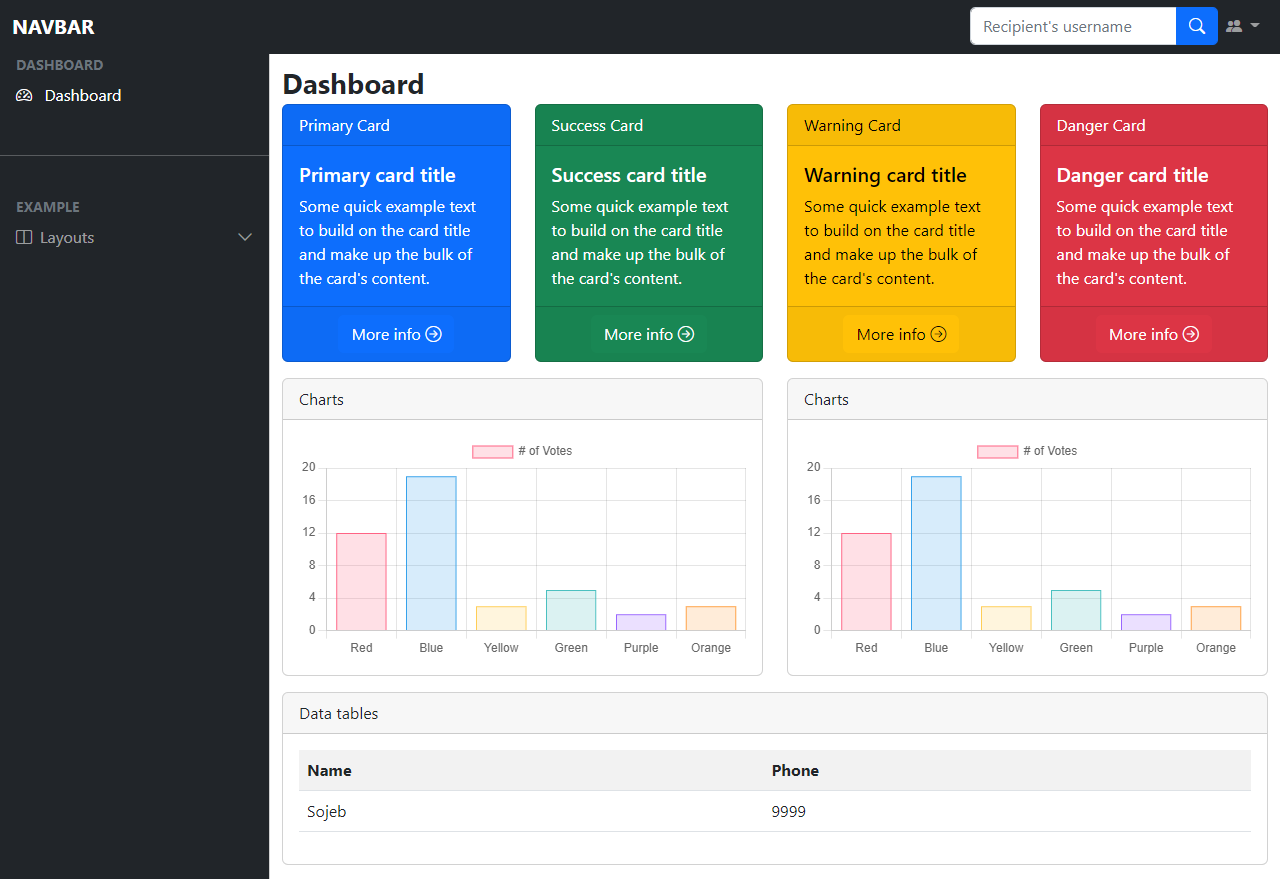 NAVBAR
Recipient's username
DASHBOARD
Dashboard
EXAMPLE
Layouts
Dashboard
Primary Card
Primary card title
Some quick example text
to build on the card title
and make up the bulk of
the card's content.
More info
Success Card
Success card title
Some quick example text
to build on the card title
and make up the bulk of
the card's content.
More info
Warning Card
Warning card title
Some quick example text
to build on the card title
and make up the bulk of
the card's content.
More info
Danger Card
Danger card title
Some quick example text
to build on the card title
and make up the bulk of
the card's content.
More info
Charts
# of Votes
20
16
12
8
4
0
Red Blue Yellow Green Purple Orange
Charts
# of Votes
20
16
12
8
4
0
Red Blue Yellow Green Purple Orange
Data tables
Name Phone
Sojeb 9999